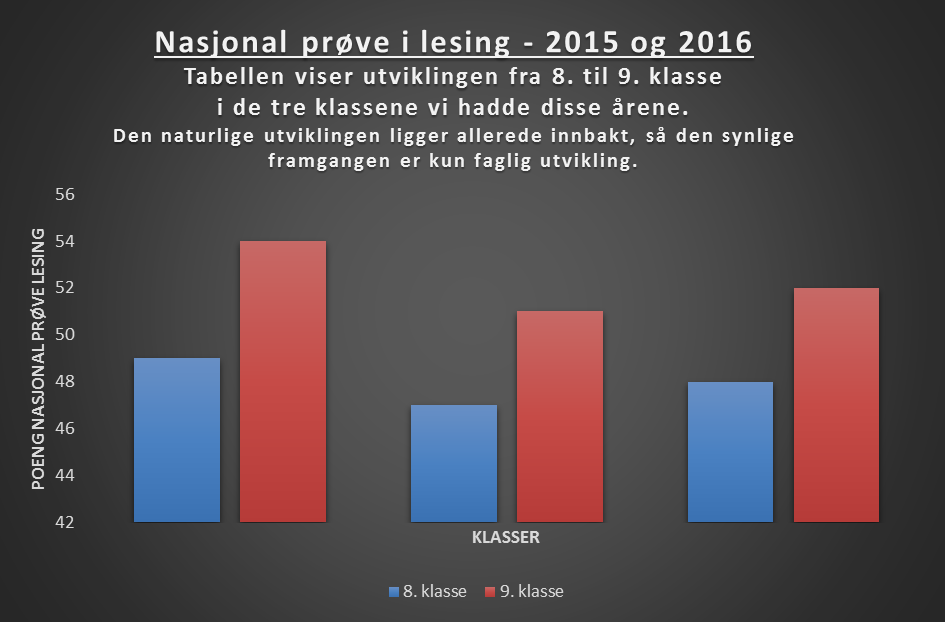 Nasjonal prøve i lesing - 2015 og 2016
Tabellen viser utviklingen fra 8. til 9. klasse
i de tre klassene vi hadde disse årene.
Den naturlige utviklingen ligger allerede innbakt, så den synlige
framgangen er kun faglig utvikling.
POENG NASJONAL PRØVE LESING
56
54
52
50
48
46
44
42
KLASSER
8. klasse
9. klasse